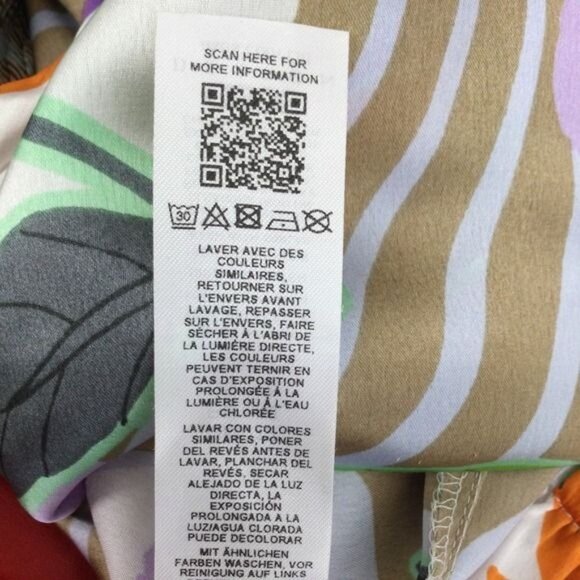 SCAN HERE FOR
MORE INFORMATION
30
LAVER AVEC DES
COULEURS
SIMILAIRES,
RETOURNER SUR
L'ENVERS AVANT
LAVAGE, REPASSER
SUR L'ENVERS, FAIRE
SÉCHER À L'ABRI DE
LA LUMIÈRE DIRECTE,
LES COULEURS
PEUVENT TERNIR EN
CAS D'EXPOSITION
PROLONGÉE À LA
LUMIÈRE OU À L'EAU
CHLORÉE
LAVAR CON COLORES
SIMILARES, PONER
DEL REVÉS ANTES DE
LAVAR, PLANCHAR DEL
REVÉS. SECAR
ALEJADO DE LA LUZ
DIRECTA, LA
EXPOSICIÓN
PROLONGADA A LA
LUZ/AGUA CLORADA
PUEDE DECOLORAR
MIT ÄHNLICHEN
FARBEN WASCHEN, VOR
REINIGUNG AUF LINKS